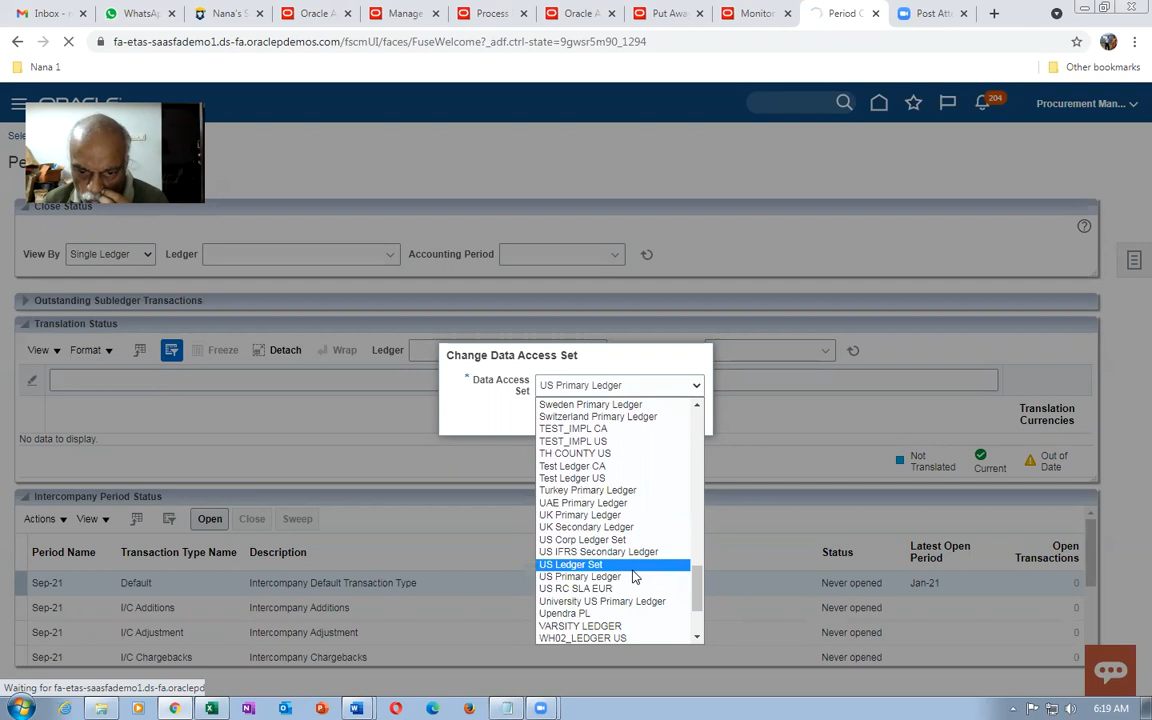 Inbox - n
WhatsAp
Nana's S
Oracle A
Manage
Process
Oracle A
Put Awa
Monitor
Period C
Post Att
fa-etas-saasfademo1.ds-fa.oraclepdemos.com/fscmUI/faces/FuseWelcome?_adf.ctrl-state=9gwsr5m90_1294
Nana 1
Other bookmarks
204
Procurement Man...
Close Status
View By
Single Ledger
Ledger
Accounting Period
Outstanding Subledger Transactions
Translation Status
View
Format
Freeze
Detach
Wrap
Ledger
Change Data Access Set
* Data Access Set
US Primary Ledger
Sweden Primary Ledger
Switzerland Primary Ledger
TEST_IMPL CA
TEST_IMPL US
TH COUNTY US
Test Ledger CA
Test Ledger US
Turkey Primary Ledger
UAE Primary Ledger
UK Primary Ledger
UK Secondary Ledger
US Corp Ledger Set
US IFRS Secondary Ledger
US Ledger Set
US Primary Ledger
US RC SLA EUR
University US Primary Ledger
Upendra PL
VARSITY LEDGER
WH02_LEDGER US
Translation Currencies
No data to display.
Not Translated
Current
Out of Date
Intercompany Period Status
Actions
View
Open
Close
Sweep
Period Name
Transaction Type Name
Description
Status
Latest Open Period
Open Transactions
Sep-21
Default
Intercompany Default Transaction Type
Never opened
Jan-21
0
Sep-21
I/C Additions
Intercompany Additions
Never opened
0
Sep-21
I/C Adjustment
Intercompany Adjustment
Never opened
0
Sep-21
I/C Chargebacks
Intercompany Chargebacks
Never opened
0
Waiting for fa-etas-saasfademo1.ds-fa.oraclepd
6:19 AM